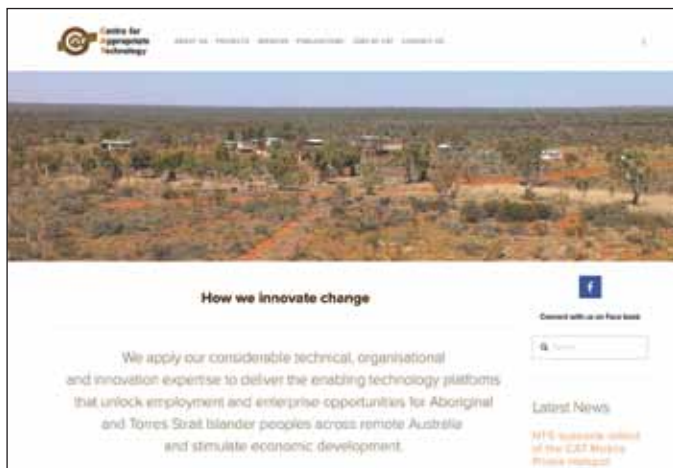 Centre for
Appropriate
Technology
ABOUT US PROJECTS SERVICES PUBLICATIONS CONTACT US
How we innovate change
Connect with us on Face book
We apply our considerable technical, organisational
and innovation expertise to deliver the enabling technology platforms
that unlock employment and enterprise opportunities for Aboriginal
and Torres Strait Islander peoples across remote Australia
and stimulate economic development.
Search
Latest News
of the CAT Mobile
Phone Hotspot